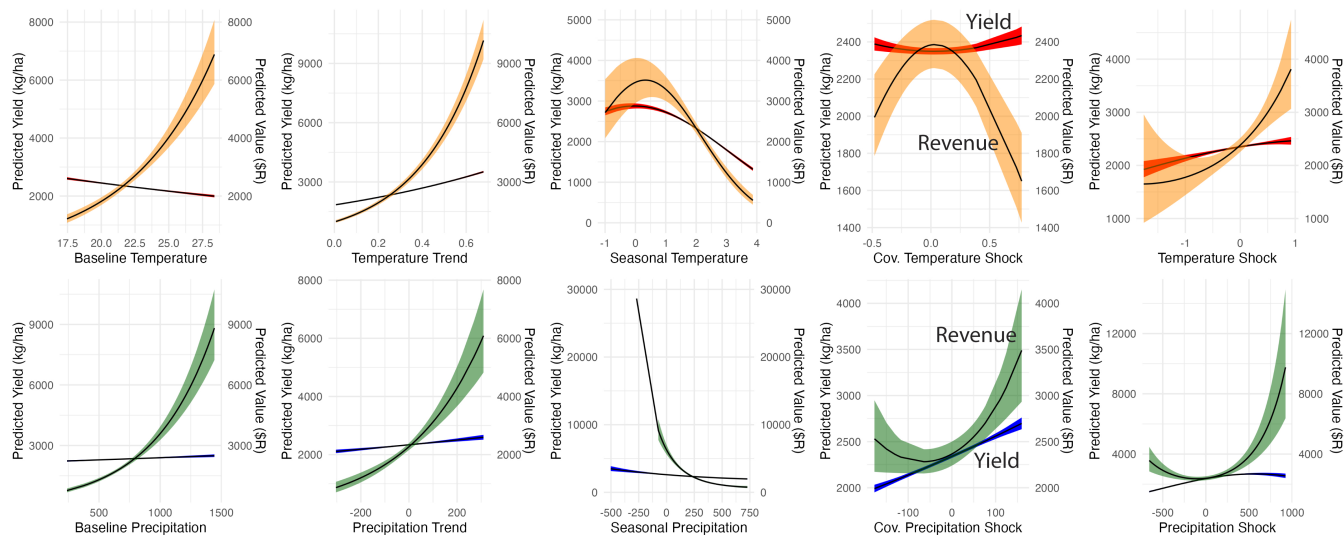 8000
6000
4000
2000
Predicted Yield (kg/ha)
8000
6000
4000
2000
Predicted Value ($R)
17.5 20.0 22.5 25.0 27.5
Baseline Temperature
9000
6000
3000
Predicted Yield (kg/ha)
9000
6000
3000
Predicted Value ($R)
0.0 0.2 0.4 0.6
Temperature Trend
5000
4000
3000
2000
1000
0
Predicted Yield (kg/ha)
5000
4000
3000
2000
1000
0
Predicted Value ($R)
-1 0 1 2 3 4
Seasonal Temperature
2400
2200
2000
1800
1600
1400
Predicted Yield (kg/ha)
Yield
Revenue
2400
2200
2000
1800
1600
1400
Predicted Value ($R)
-0.5 0.0 0.5
Cov. Temperature Shock
4000
3000
2000
1000
Predicted Yield (kg/ha)
4000
3000
2000
1000
Predicted Value ($R)
-1 0 1
Temperature Shock
9000
6000
3000
Predicted Yield (kg/ha)
9000
6000
3000
Predicted Value ($R)
500 1000 1500
Baseline Precipitation
8000
6000
4000
2000
Predicted Yield (kg/ha)
8000
6000
4000
2000
Predicted Value ($R)
-200 0 200
Precipitation Trend
30000
20000
10000
0
Predicted Yield (kg/ha)
30000
20000
10000
0
Predicted Value ($R)
-500 -250 0 250 500 750
Seasonal Precipitation
4000
3500
3000
2500
2000
Predicted Yield (kg/ha)
Revenue
Yield
4000
3500
3000
2500
2000
Predicted Value ($R)
-100 0 100
Cov. Precipitation Shock
12000
8000
4000
Predicted Yield (kg/ha)
12000
8000
4000
Predicted Value ($R)
-500 0 500 1000
Precipitation Shock